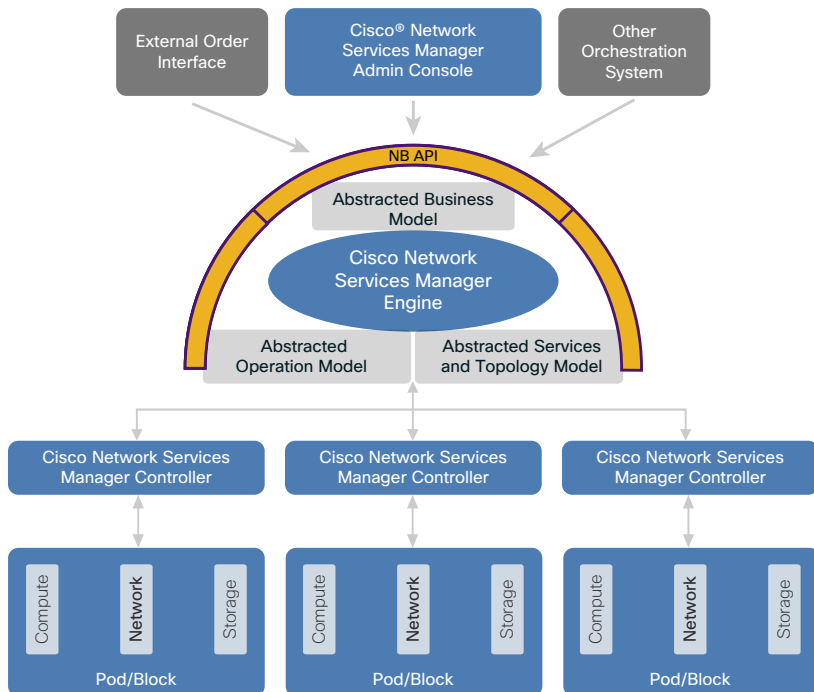 External Order
Interface
Cisco® Network
Services Manager
Admin Console
Other
Orchestration
System
NB API
Abstracted Business
Model
Cisco Network
Services Manager
Engine
Abstracted
Operation Model
Abstracted Services
and Topology Model
Cisco Network Services
Manager Controller
Cisco Network Services
Manager Controller
Cisco Network Services
Manager Controller
Compute
Network
Storage
Pod/Block
Compute
Network
Storage
Pod/Block
Compute
Network
Storage
Pod/Block